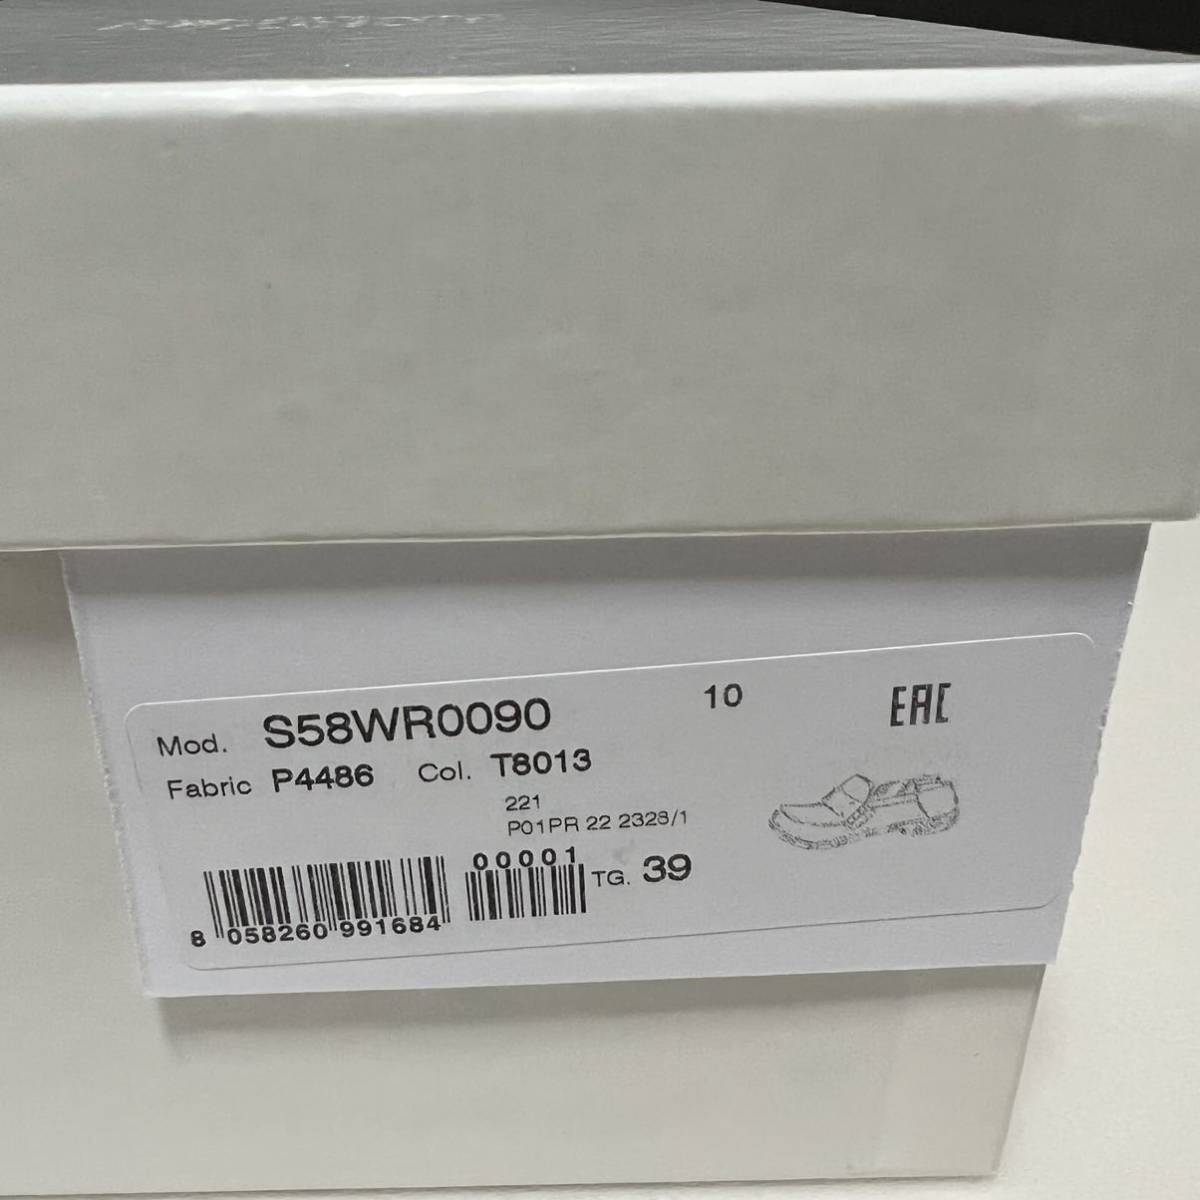 Mod. S58WR0090 10 EAC
Fabric P4486 Col. T8013
221
P01PR 22 2328/1
00001
TG. 39
8 058260 991684